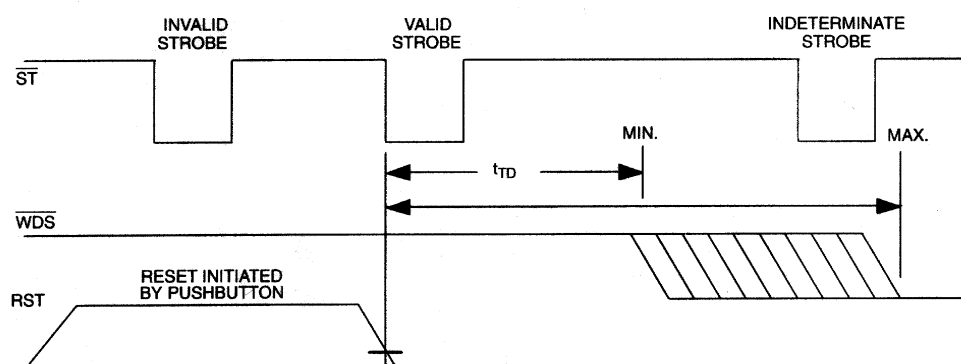 INVALID STROBE
VALID STROBE
INDETERMINATE STROBE
ST
MIN.
MAX.
tTD
WDS
RESET INITIATED
BY PUSHBUTTON
RST